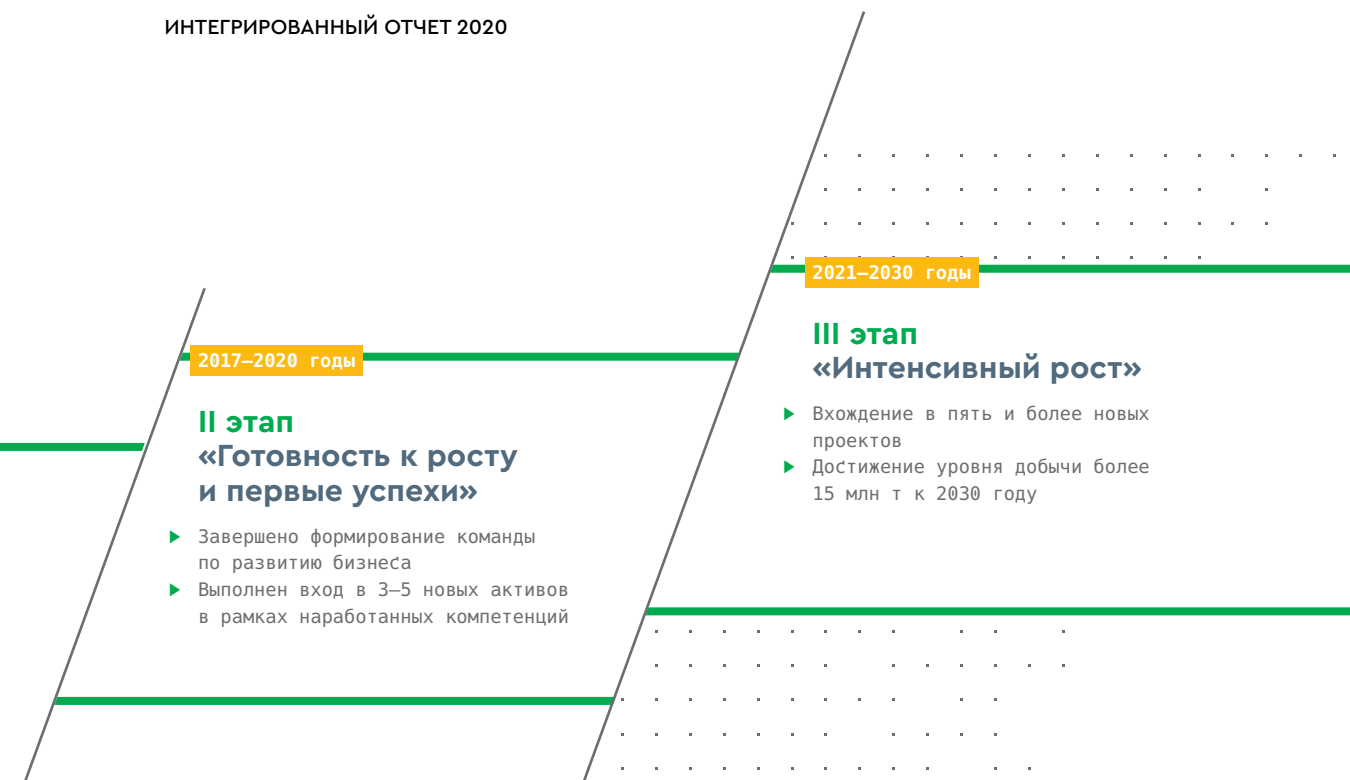 ИНТЕГРИРОВАННЫЙ ОТЧЕТ 2020
2017–2020 годы
II этап
«Готовность к росту
и первые успехи»
Завершено формирование команды
по развитию бизнеса
Выполнен вход в 3–5 новых активов
в рамках наработанных компетенций
2021–2030 годы
III этап
«Интенсивный рост»
Вхождение в пять и более новых
проектов
Достижение уровня добычи более
15 млн т к 2030 году